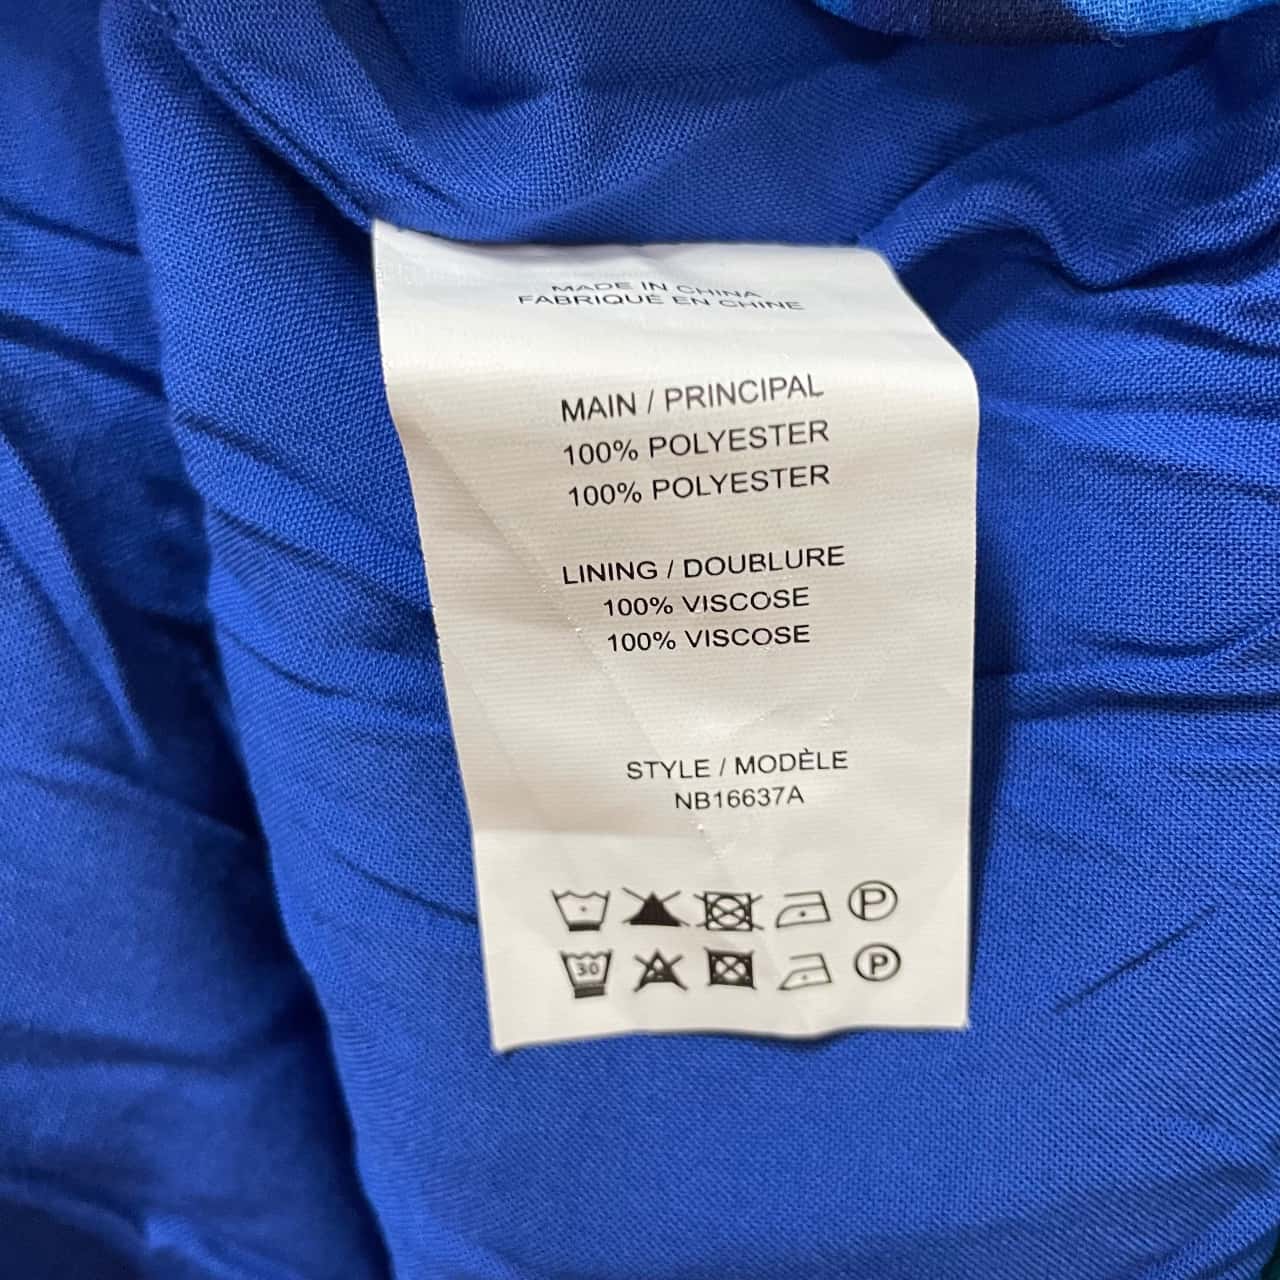 MADE IN CHINA
FABRIQUÉ EN CHINE
MAIN / PRINCIPAL
100% POLYESTER
100% POLYESTER
LINING / DOUBLURE
100% VISCOSE
100% VISCOSE
STYLE / MODÈLE
NB16637A
P
30 P